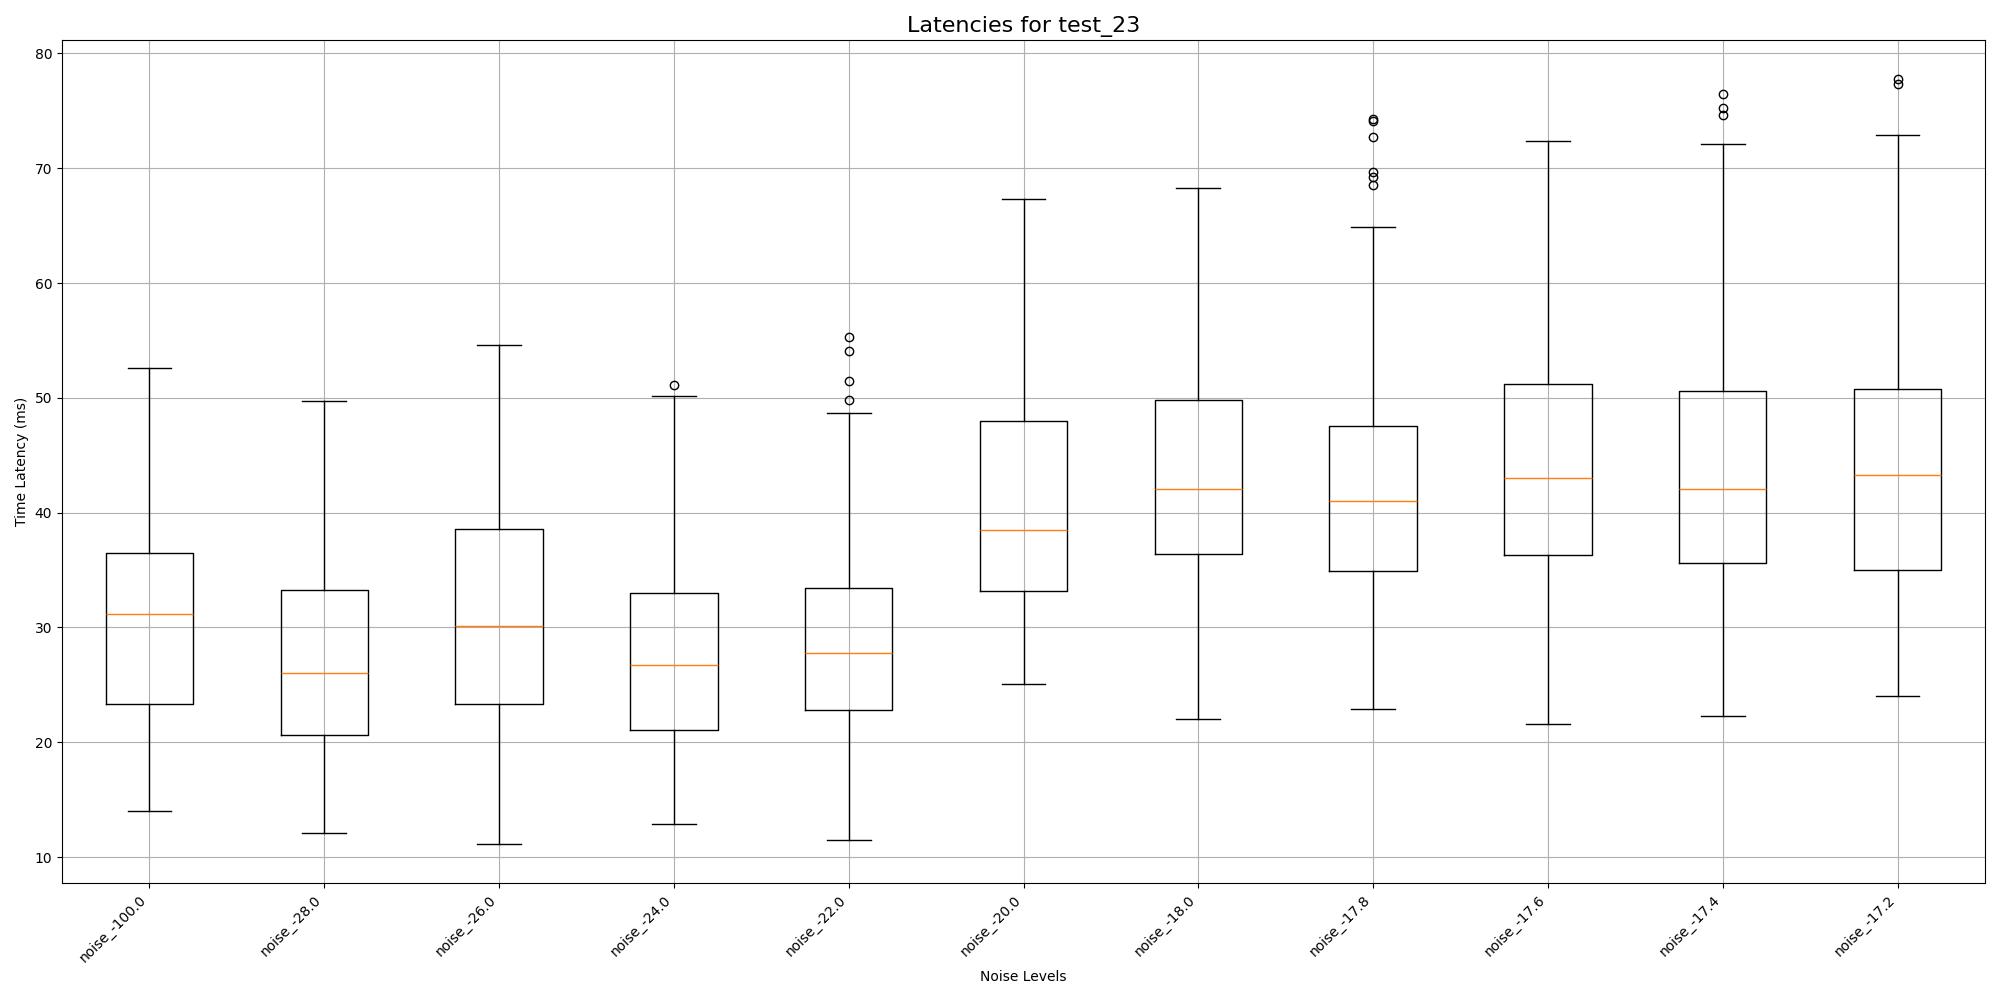 Latencies for test_23
80
70
60
50
40
30
20
10
Time Latency (ms)
noise_-100.0
noise_-28.0
noise_-26.0
noise_-24.0
noise_-22.0
noise_-20.0
noise_-18.0
noise_-17.8
noise_-17.6
noise_-17.4
noise_-17.2
Noise Levels